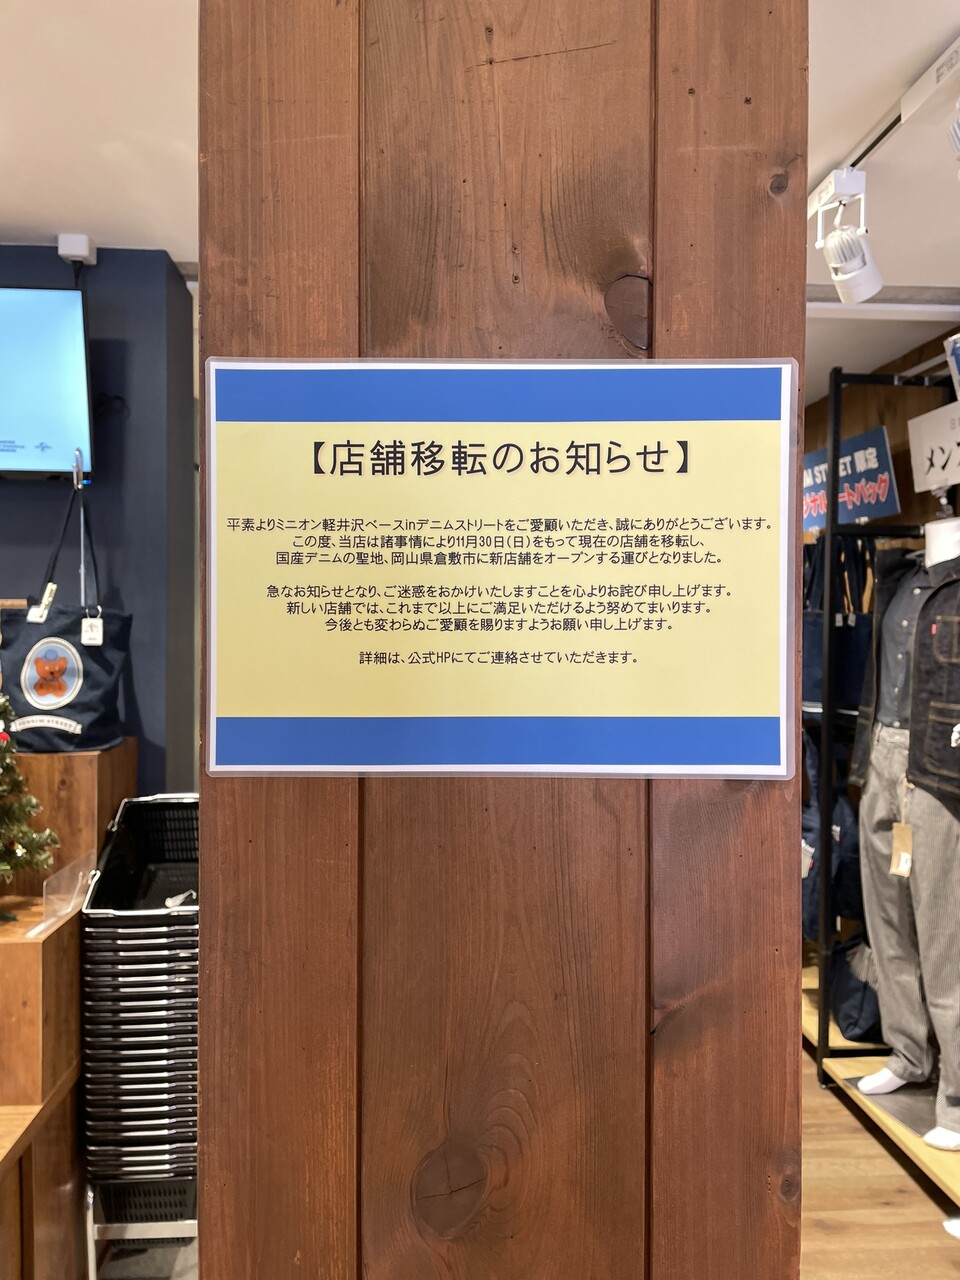 【店舗移転のお知らせ】
平素よりミニオン軽井沢ベースinデニムストリートをご愛顧いただき、誠にありがとうございます。
この度、当店は諸事情により11月30日(日)をもって現在の店舗を移転し、
国産デニムの聖地、岡山県倉敷市に新店舗をオープンする運びとなりました。
急なお知らせとなり、ご迷惑をおかけいたしますことを心よりお詫び申し上げます。
新しい店舗では、これまで以上にご満足いただけるよう努めてまいります。
今後とも変わらぬご愛顧を賜りますようお願い申し上げます。
詳細は、公式HPにてご連絡させていただきます。
DENIM STREET
STREET 限定
トバッグ
メンズ